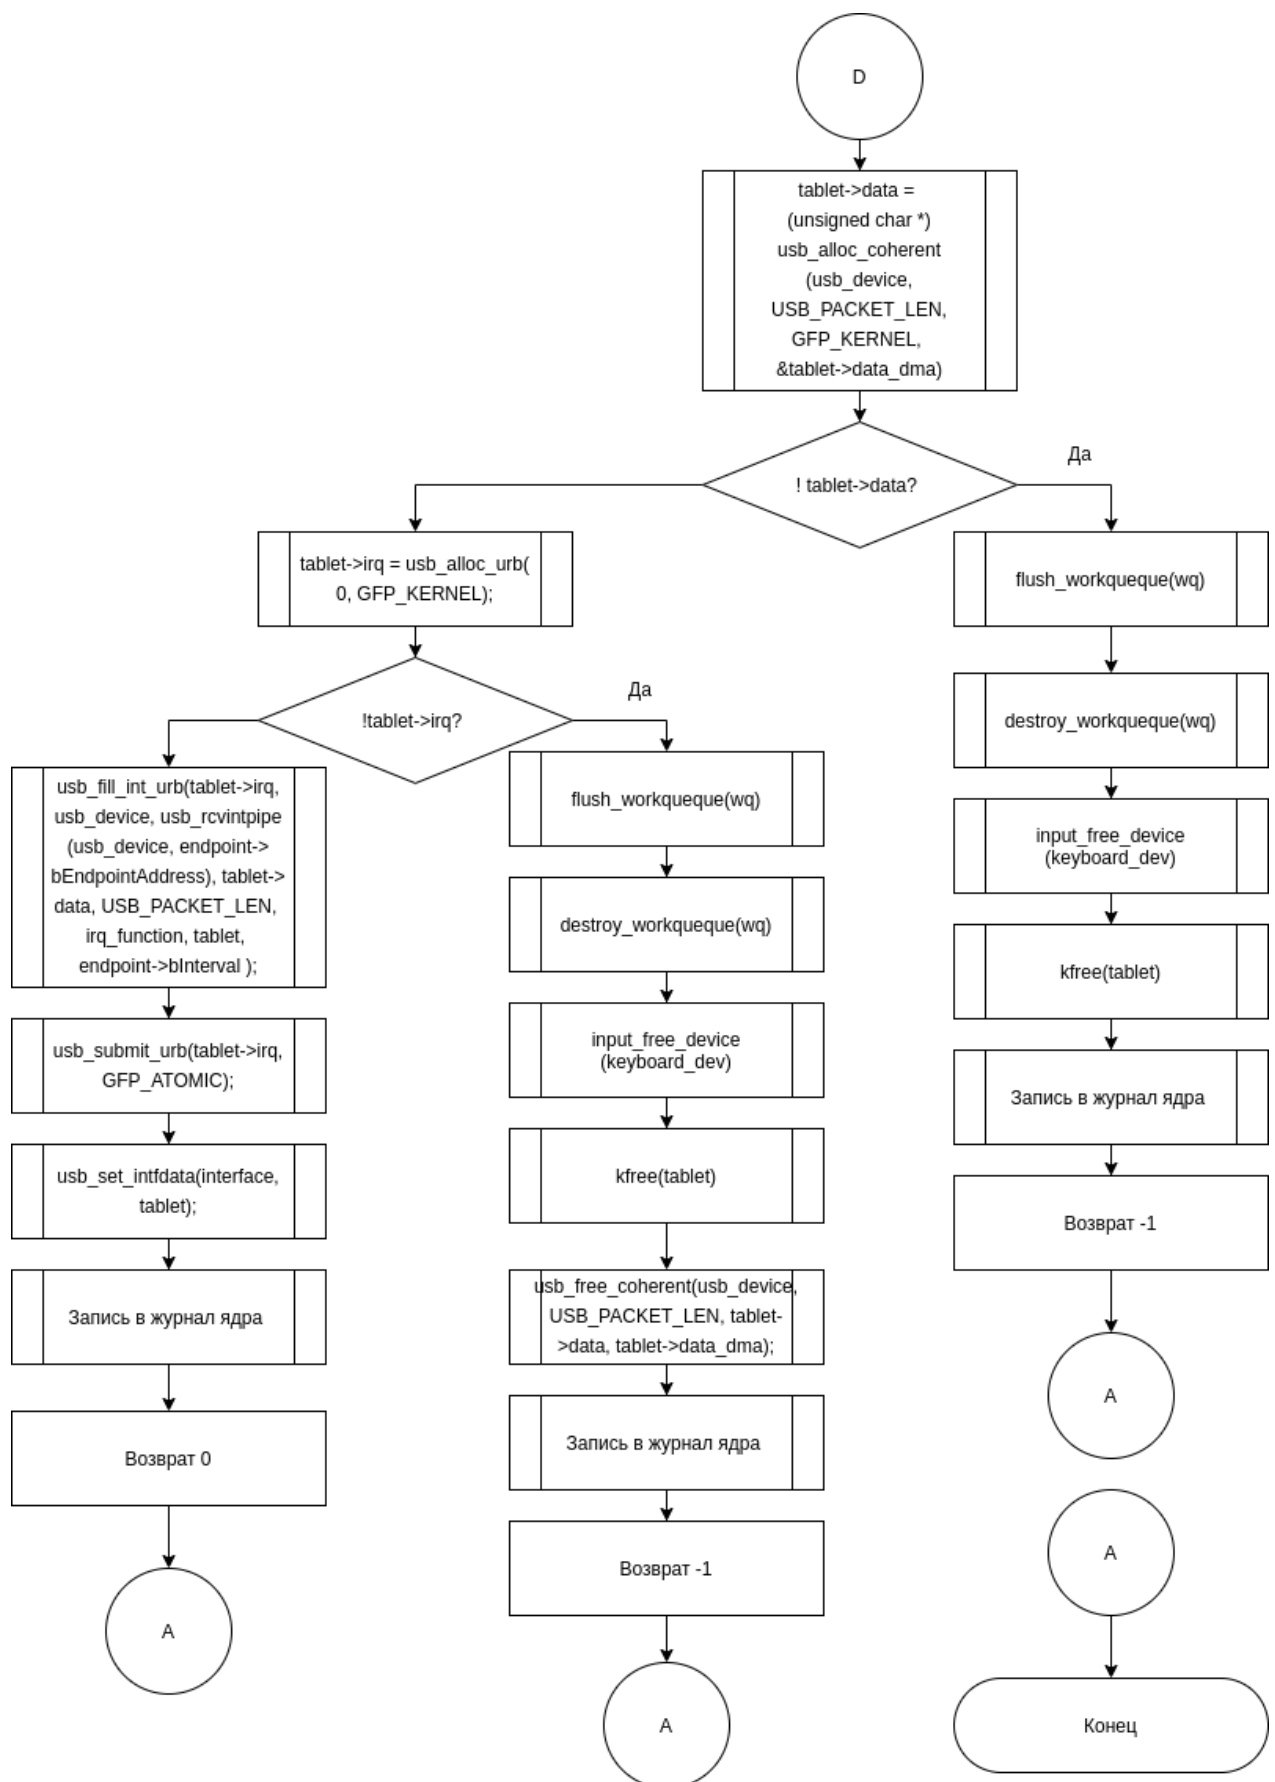 D
tablet->data =
(unsigned char *)
usb_alloc_coherent
(usb_device,
USB_PACKET_LEN,
GFP_KERNEL,
&tablet->data_dma)
! tablet->data?
Да
tablet->irq = usb_alloc_urb(
0, GFP_KERNEL);
!tablet->irq?
Да
usb_fill_int_urb(tablet->irq,
usb_device, usb_rcvintpipe
(usb_device, endpoint->
bEndpointAddress), tablet->
data, USB_PACKET_LEN,
irq_function, tablet,
endpoint->bInterval );
usb_submit_urb(tablet->irq,
GFP_ATOMIC);
usb_set_intfdata(interface,
tablet);
Запись в журнал ядра
Возврат 0
A
flush_workqueque(wq)
destroy_workqueque(wq)
input_free_device
(keyboard_dev)
kfree(tablet)
usb_free_coherent(usb_device,
USB_PACKET_LEN, tablet-
>data, tablet->data_dma);
Запись в журнал ядра
Возврат -1
A
flush_workqueque(wq)
destroy_workqueque(wq)
input_free_device
(keyboard_dev)
kfree(tablet)
Запись в журнал ядра
Возврат -1
A
A
Конец